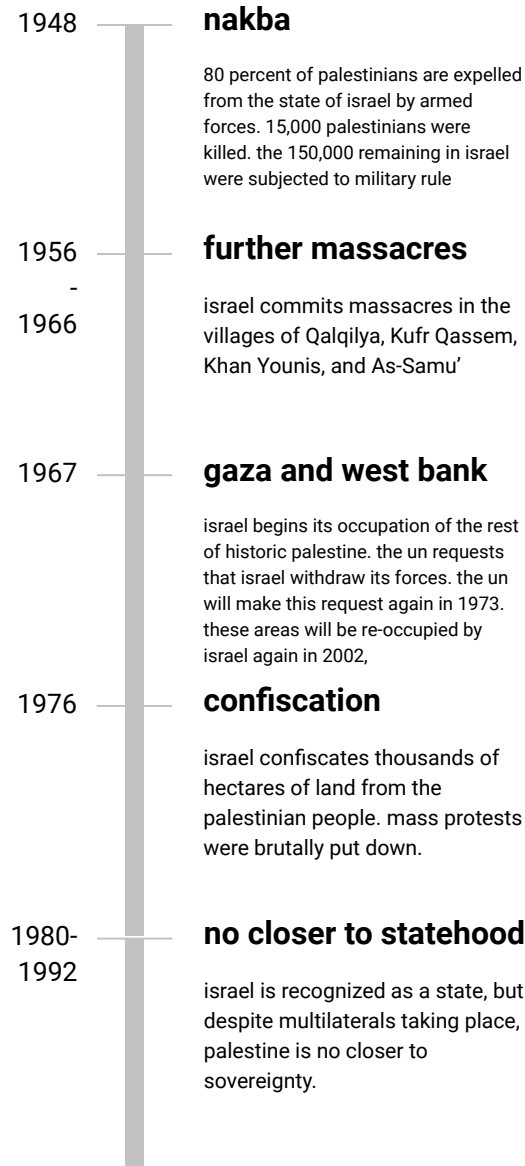 1948
nakba
80 percent of palestinians are expelled
from the state of israel by armed
forces. 15,000 palestinians were
killed. the 150,000 remaining in israel
were subjected to military rule
1956
-
1966
further massacres
israel commits massacres in the
villages of Qalqilya, Kufr Qassem,
Khan Younis, and As-Samu’
1967
gaza and west bank
israel begins its occupation of the rest
of historic palestine. the un requests
that israel withdraw its forces. the un
will make this request again in 1973.
these areas will be re-occupied by
israel again in 2002,
1976
confiscation
israel confiscates thousands of
hectares of land from the
palestinian people. mass protests
were brutally put down.
1980-
1992
no closer to statehood
israel is recognized as a state, but
despite multilaterals taking place,
palestine is no closer to
sovereignty.